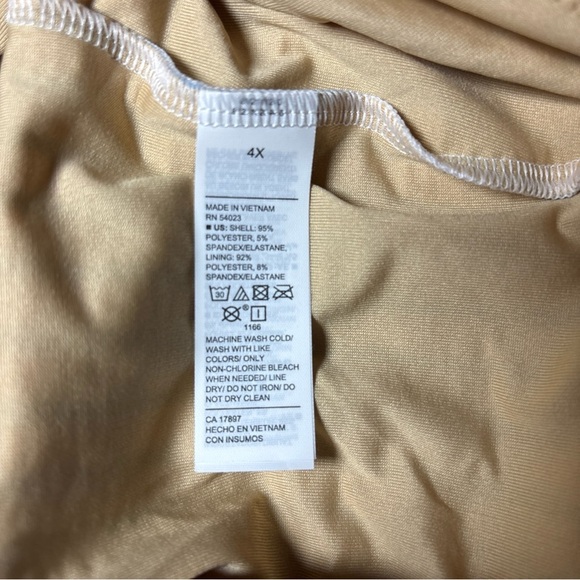 4X
MADE IN VIETNAM
RN 54023
■ US: SHELL: 95%
POLYESTER, 5%
SPANDEX/ELASTANE,
LINING: 92%
POLYESTER, 8%
SPANDEX/ELASTANE
30
®
1166
MACHINE WASH COLD/
WASH WITH LIKE
COLORS/ ONLY
NON-CHLORINE BLEACH
WHEN NEEDED/ LINE
DRY/ DO NOT IRON/ DO
NOT DRY CLEAN
CA 17897
HECHO EN VIETNAM
CON INSUMOS